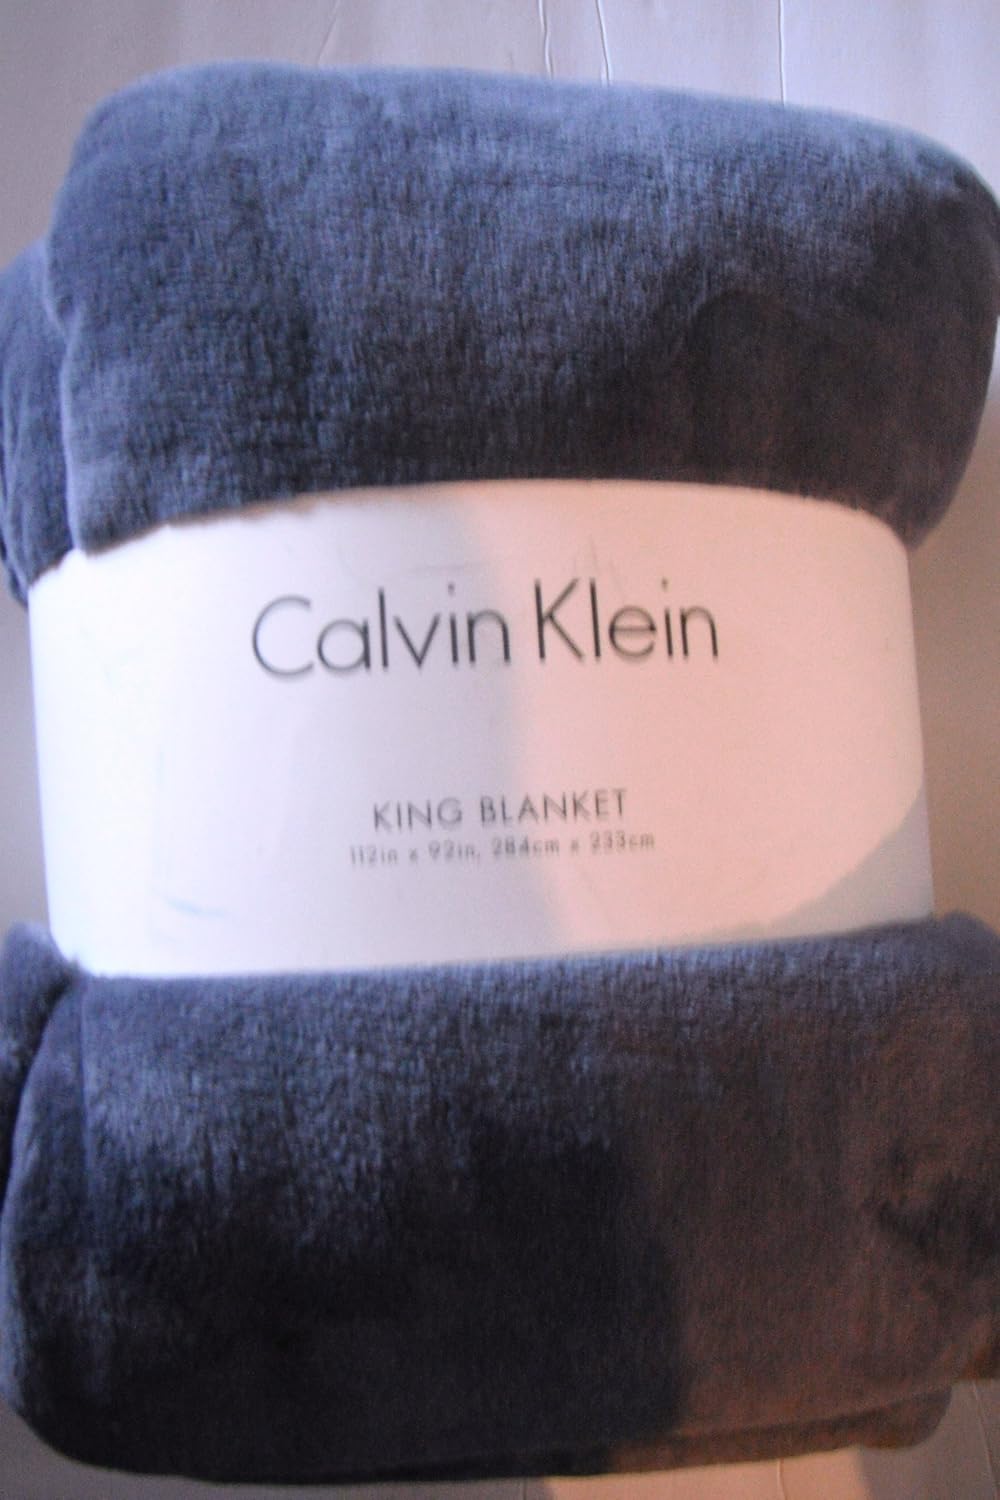 Calvin Klein
KING BLANKET
112in x 92in, 284cm x 233cm